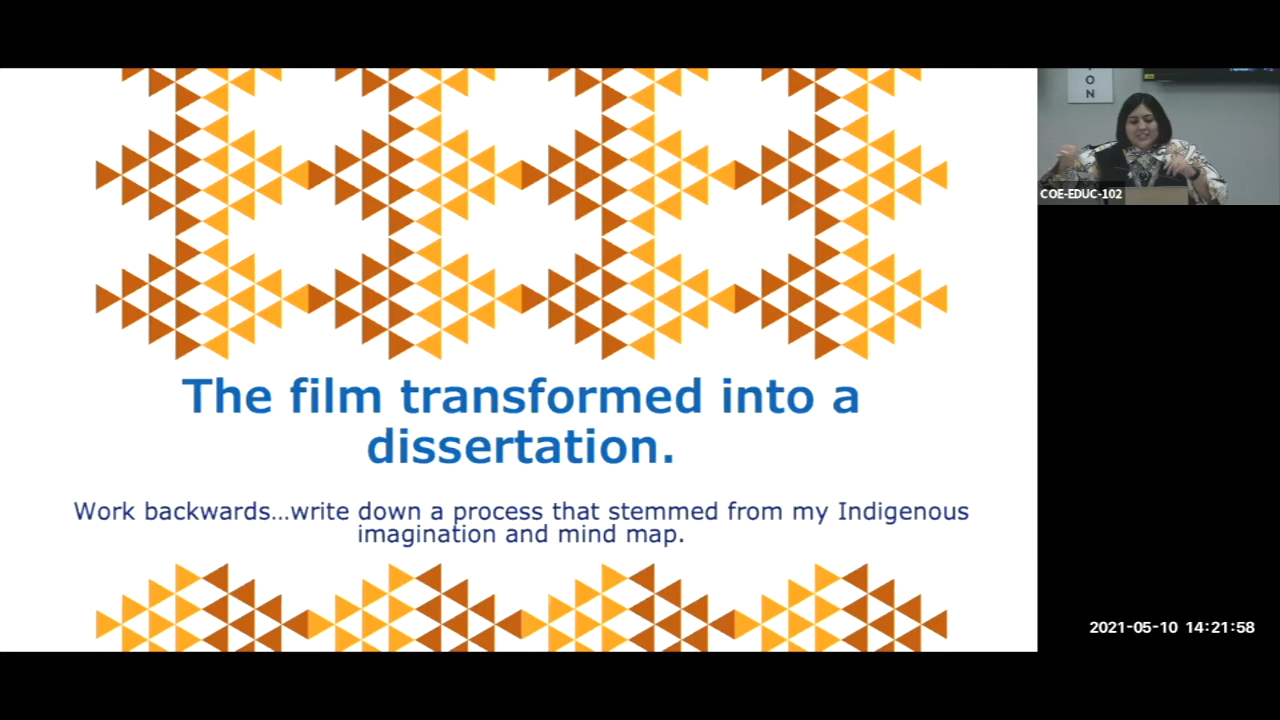 The film transformed into a
dissertation.
Work backwards...write down a process that stemmed from my Indigenous
imagination and mind map.
O
N
COE-EDUC-102
2021-05-10 14:21:58